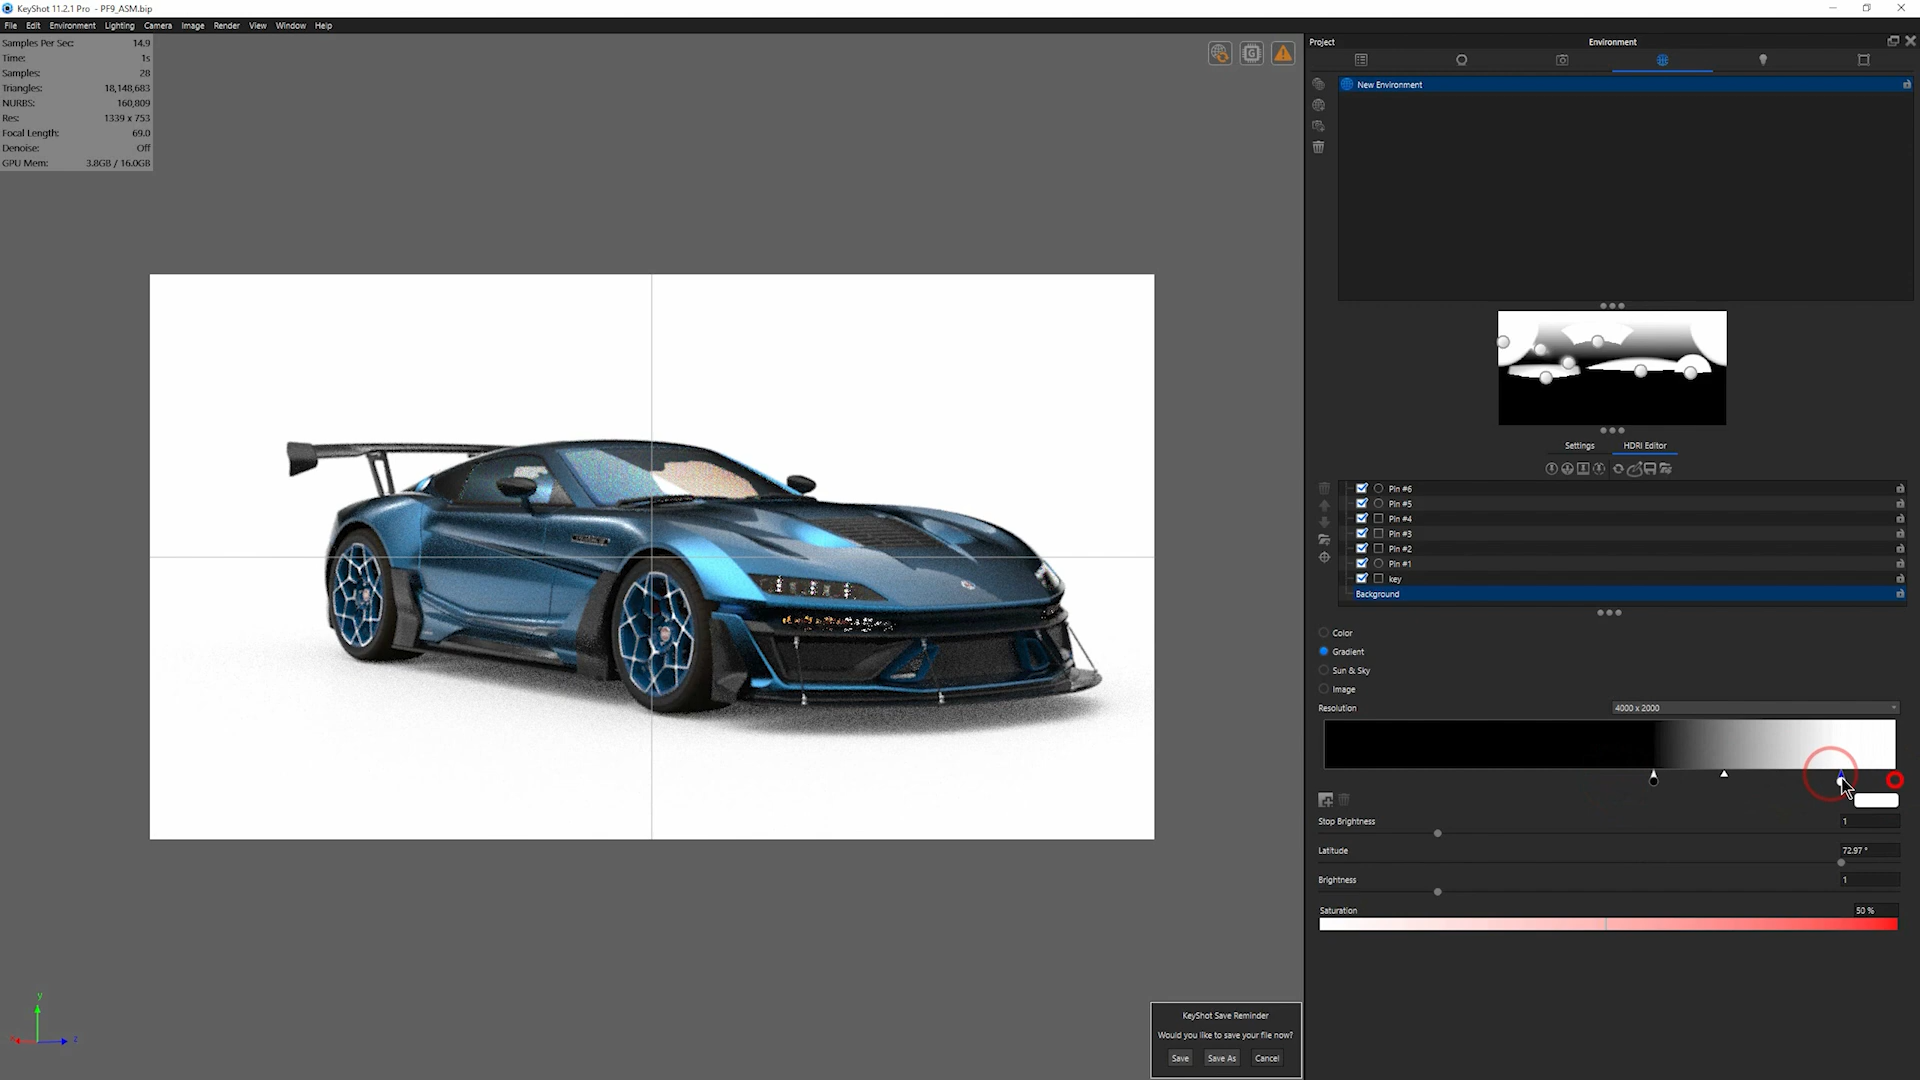 KeyShot 11.2.1 Pro - PF9_ASM.bip
File Edit Environment Lighting Camera Image Render View Window Help
Samples Per Sec: 14.9
Time: 1s
Samples: 28
Triangles: 18,148,683
NURBS: 160,809
Res: 1339 x 753
Focal Length: 69.0
Denoise: Off
GPU Mem: 3.8GB / 16.0GB
Project
Environment
New Environment
Settings
HDRI Editor
Pin #6
Pin #5
Pin #4
Pin #3
Pin #2
Pin #1
key
Background
Color
Gradient
Sun & Sky
Image
Resolution
4000 x 2000
Stop Brightness
1
Latitude
72.97 °
Brightness
1
Saturation
50 %
y
z
KeyShot Save Reminder
Would you like to save your file now?
Save
Save As
Cancel